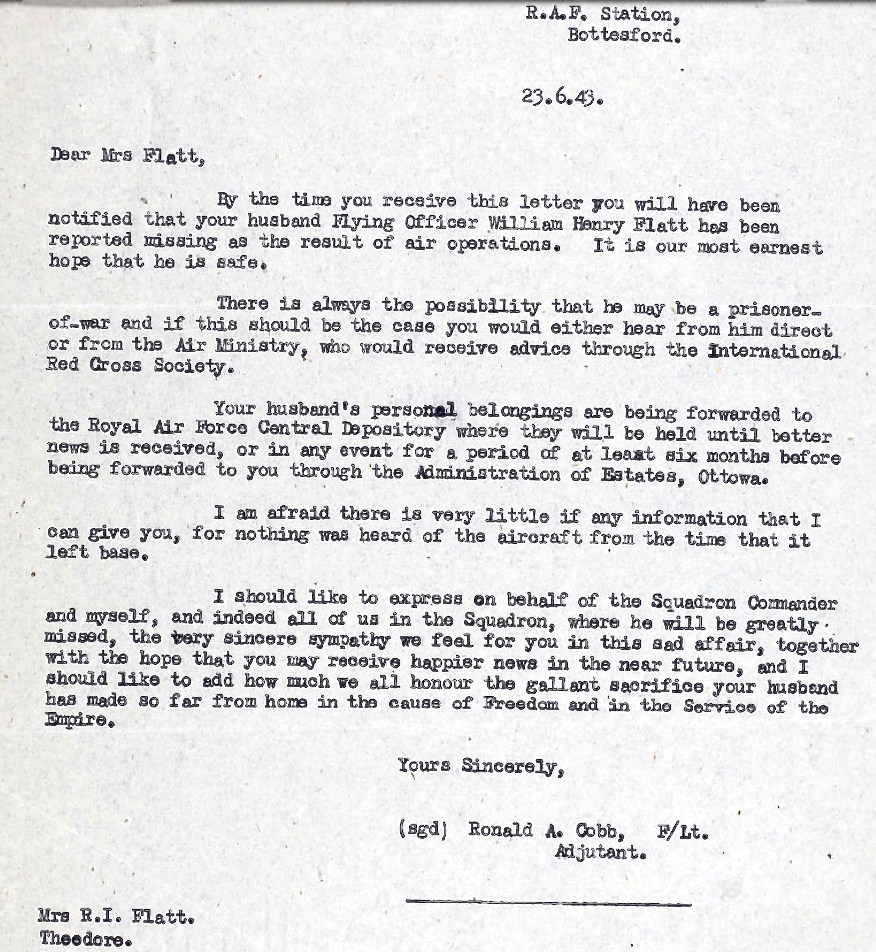 R.A.F. Station,
Bottesford.
23.6.43.
Dear Mrs Flatt,
By the time you receive this letter you will have been
notified that your husband Flying Officer William Henry Flatt has been
reported missing as the result of air operations. It is our most earnest
hope that he is safe.
There is always the possibility that he may be a prisoner-
of-war and if this should be the case you would either hear from him direct
or from the Air Ministry, who would receive advice through the International
Red Cross Society.
Your husband's personal belongings are being forwarded to
the Royal Air Force Central Depository where they will be held until better
news is received, or in any event for a period of at least six months before
being forwarded to you through the Administration of Estates, Ottowa.
I am afraid there is very little if any information that I
can give you, for nothing was heard of the aircraft from the time that it
left base.
I should like to express on behalf of the Squadron Commander
and myself, and indeed all of us in the Squadron, where he will be greatly
missed, the very sincere sympathy we feel for you in this sad affair, together
with the hope that you may receive happier news in the near future, and I
should like to add how much we all honour the gallant sacrifice your husband
has made so far from home in the cause of Freedom and in the Service of the
Empire.
Yours Sincerely,
(sgd) Ronald A. Cobb, F/Lt.
Adjutant.
Mrs R.I. Flatt.
Theedore.